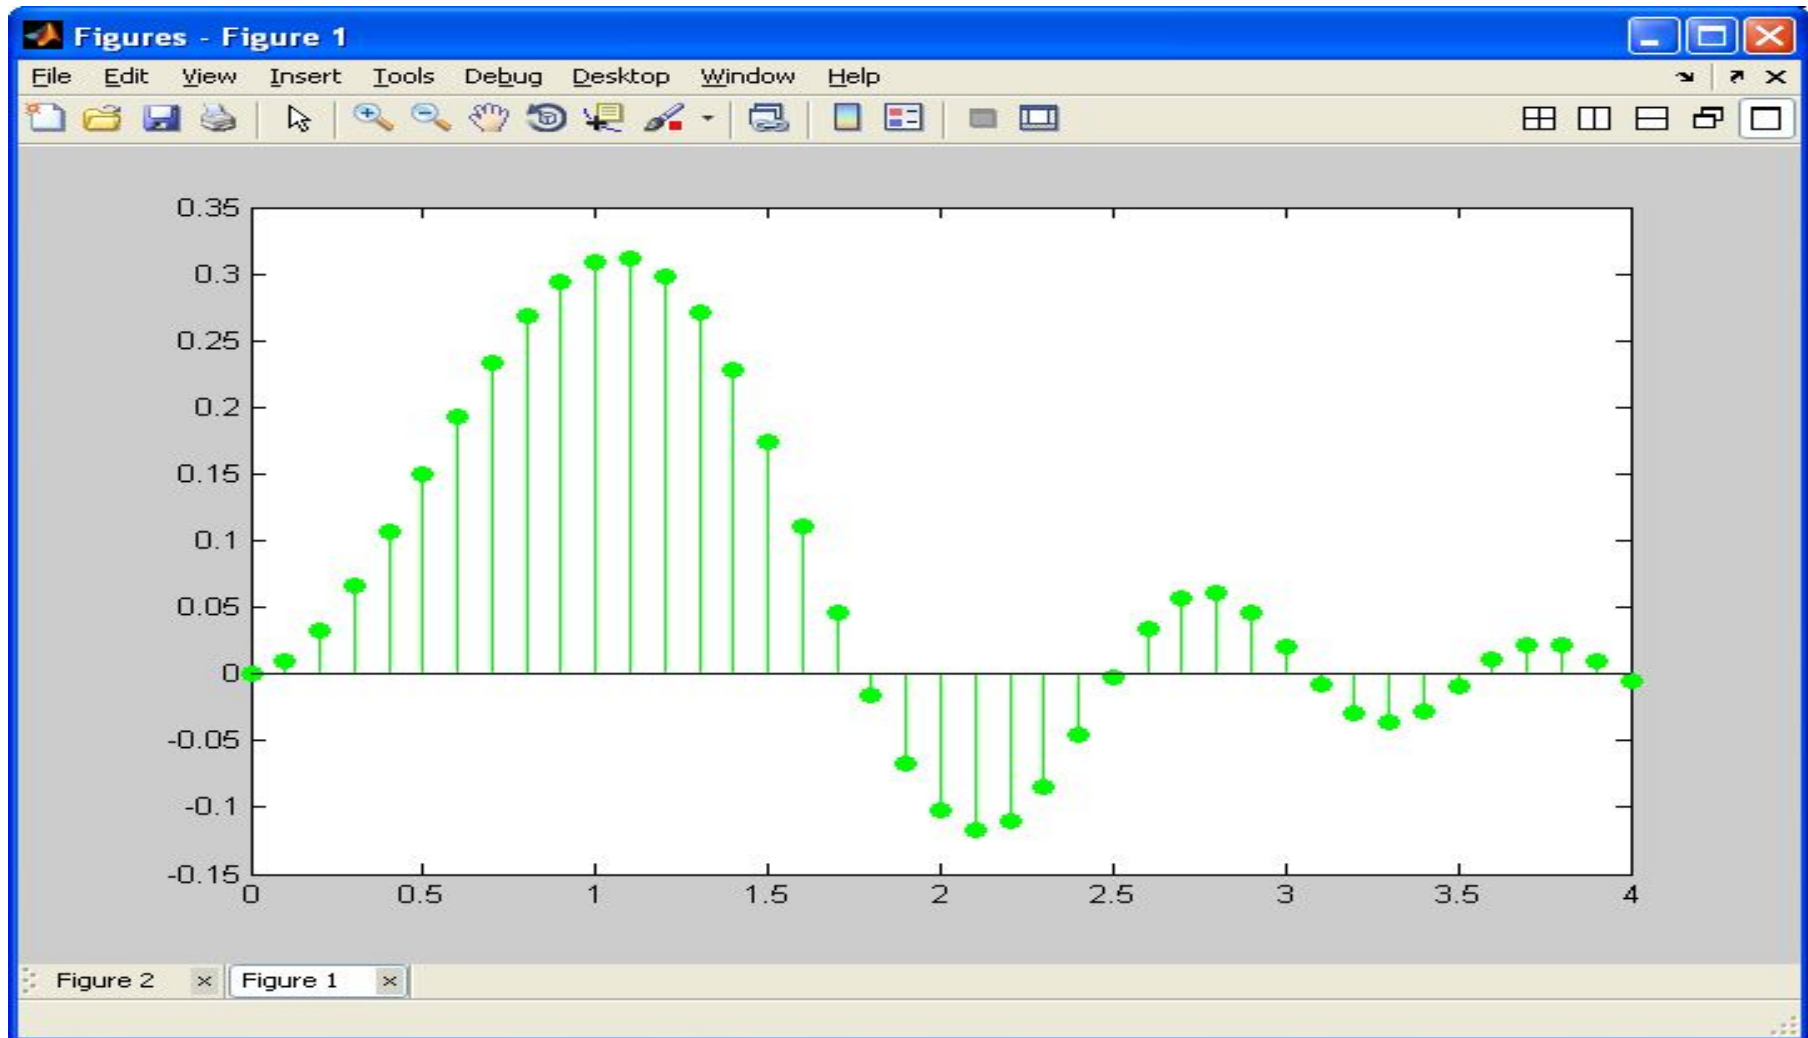 Figures - Figure 1
File Edit View Insert Tools Debug Desktop Window Help
0.35
0.3
0.25
0.2
0.15
0.1
0.05
0
-0.05
-0.1
-0.15
0 0.5 1 1.5 2 2.5 3 3.5 4
Figure 2 Figure 1